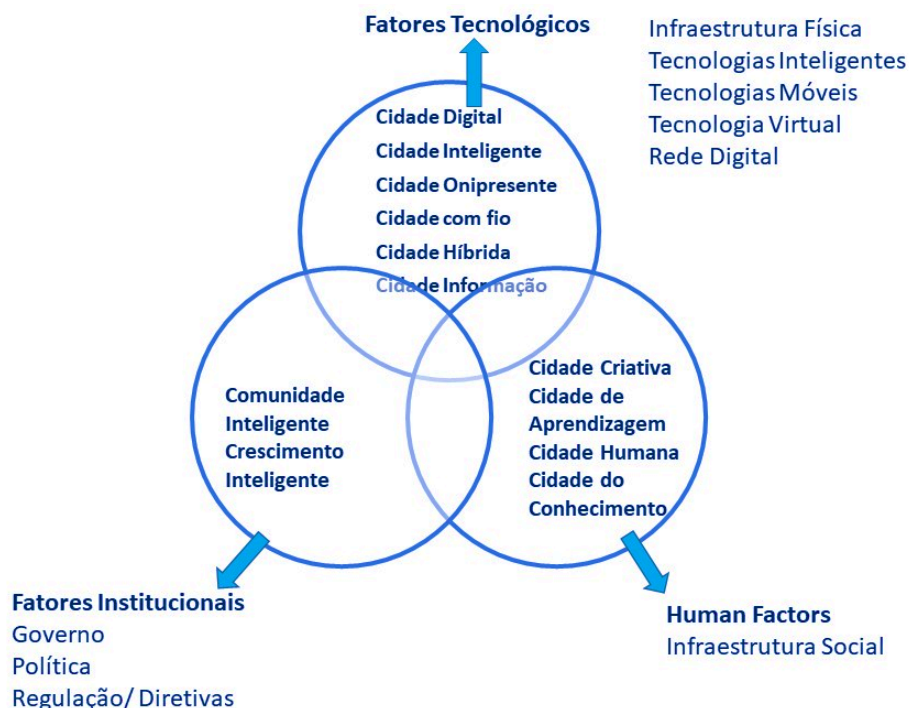 Fatores Tecnológicos
Infraestrutura Física
Tecnologias Inteligentes
Tecnologias Móveis
Tecnologia Virtual
Rede Digital
Cidade Digital
Cidade Inteligente
Cidade Onipresente
Cidade com fio
Cidade Híbrida
Cidade Informação
Comunidade
Inteligente
Crescimento
Inteligente
Cidade Criativa
Cidade de
Aprendizagem
Cidade Humana
Cidade do
Conhecimento
Fatores Institucionais
Governo
Política
Regulação/ Diretivas
Human Factors
Infraestrutura Social